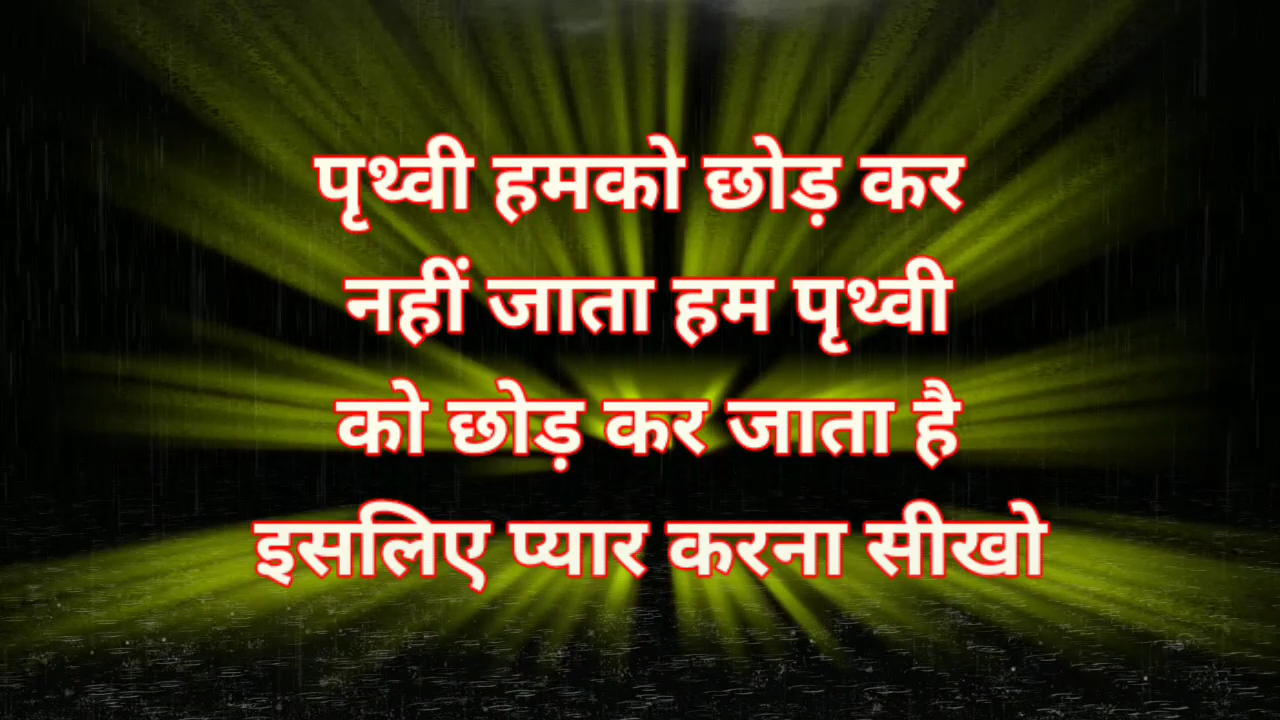 पृथ्वी हमको छोड़ कर
नहीं जाता हम पृथ्वी
को छोड़ कर जाता है
इसलिए प्यार करना सीखो